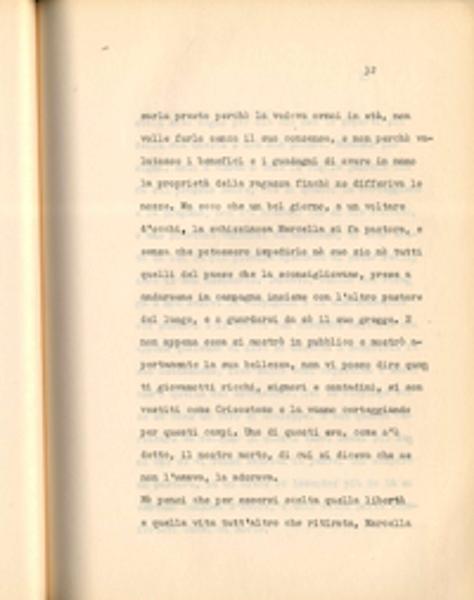 32
sarla presto perchè la vedeva ormai in età, non
volle farlo senza il suo consenso, e non perchè va-
lutasse i benefici e i guadagni di avere in mano
la proprietà della ragazza finchè ne differiva le
nozze. Ma ecco che un bel giorno, a un voltare
d'occhi, la schizzinosa Marcella si fa pastora, e
senza che potessero impedirlo nè suo zio nè tutti
quelli del paese che la sconsigliavano, prese a
andarsene in campagna insieme con l'altre pastore
del luogo, e a guardarsi da sè il suo gregge. E
non appena essa si mostrò in pubblico e mostrò a-
pertamente la sua bellezza, non vi posso dire quan
ti giovanotti ricchi, signori e contadini, si son
vestiti come Crisostomo e la vanno corteggiando
per questi campi. Uno di questi era, come s'è
detto, il nostro morto, di cui si diceva che se
non l'amava, la adorava.
Nè pensi che per essersi scelta quella libertà
e quella vita tutt'altro che ritirata, Marcella